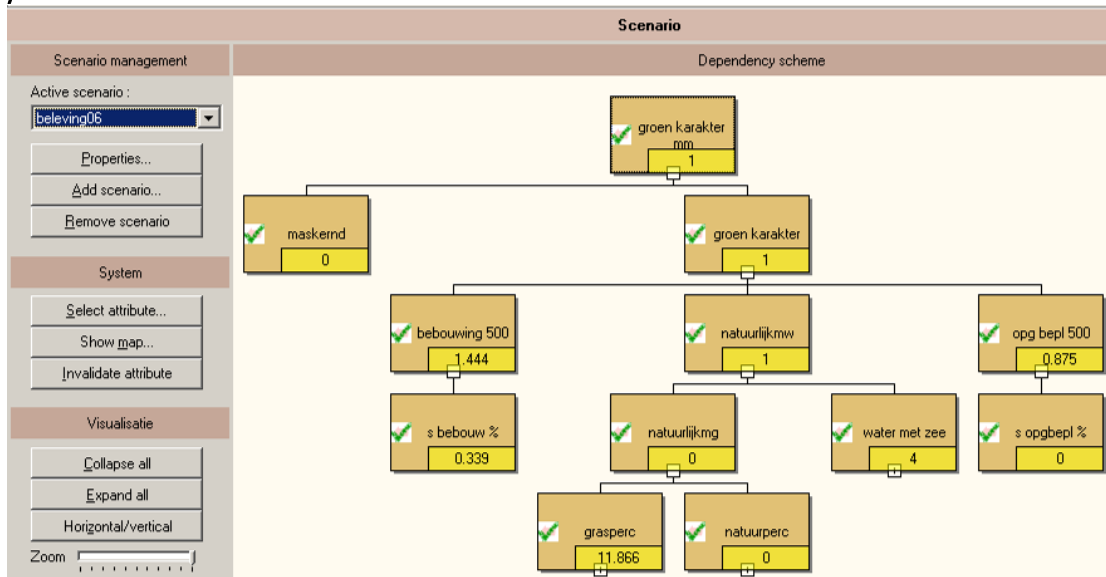 Scenario
Scenario management
Dependency scheme
Active scenario :
beleving06
Properties...
Add scenario...
Remove scenario
System
Select attribute...
Show map...
Invalidate attribute
Visualisatie
Collapse all
Expand all
Horizontal/vertical
Zoom
groen karakter
mm
1
maskernd
0
groen karakter
1
bebouwing 500
1.444
natuurlijkmw
1
opg bepl 500
0.875
s bebouw %
0.339
natuurlijkmg
0
water met zee
4
s opgbepl %
0
grasperc
11.866
natuurperc
0